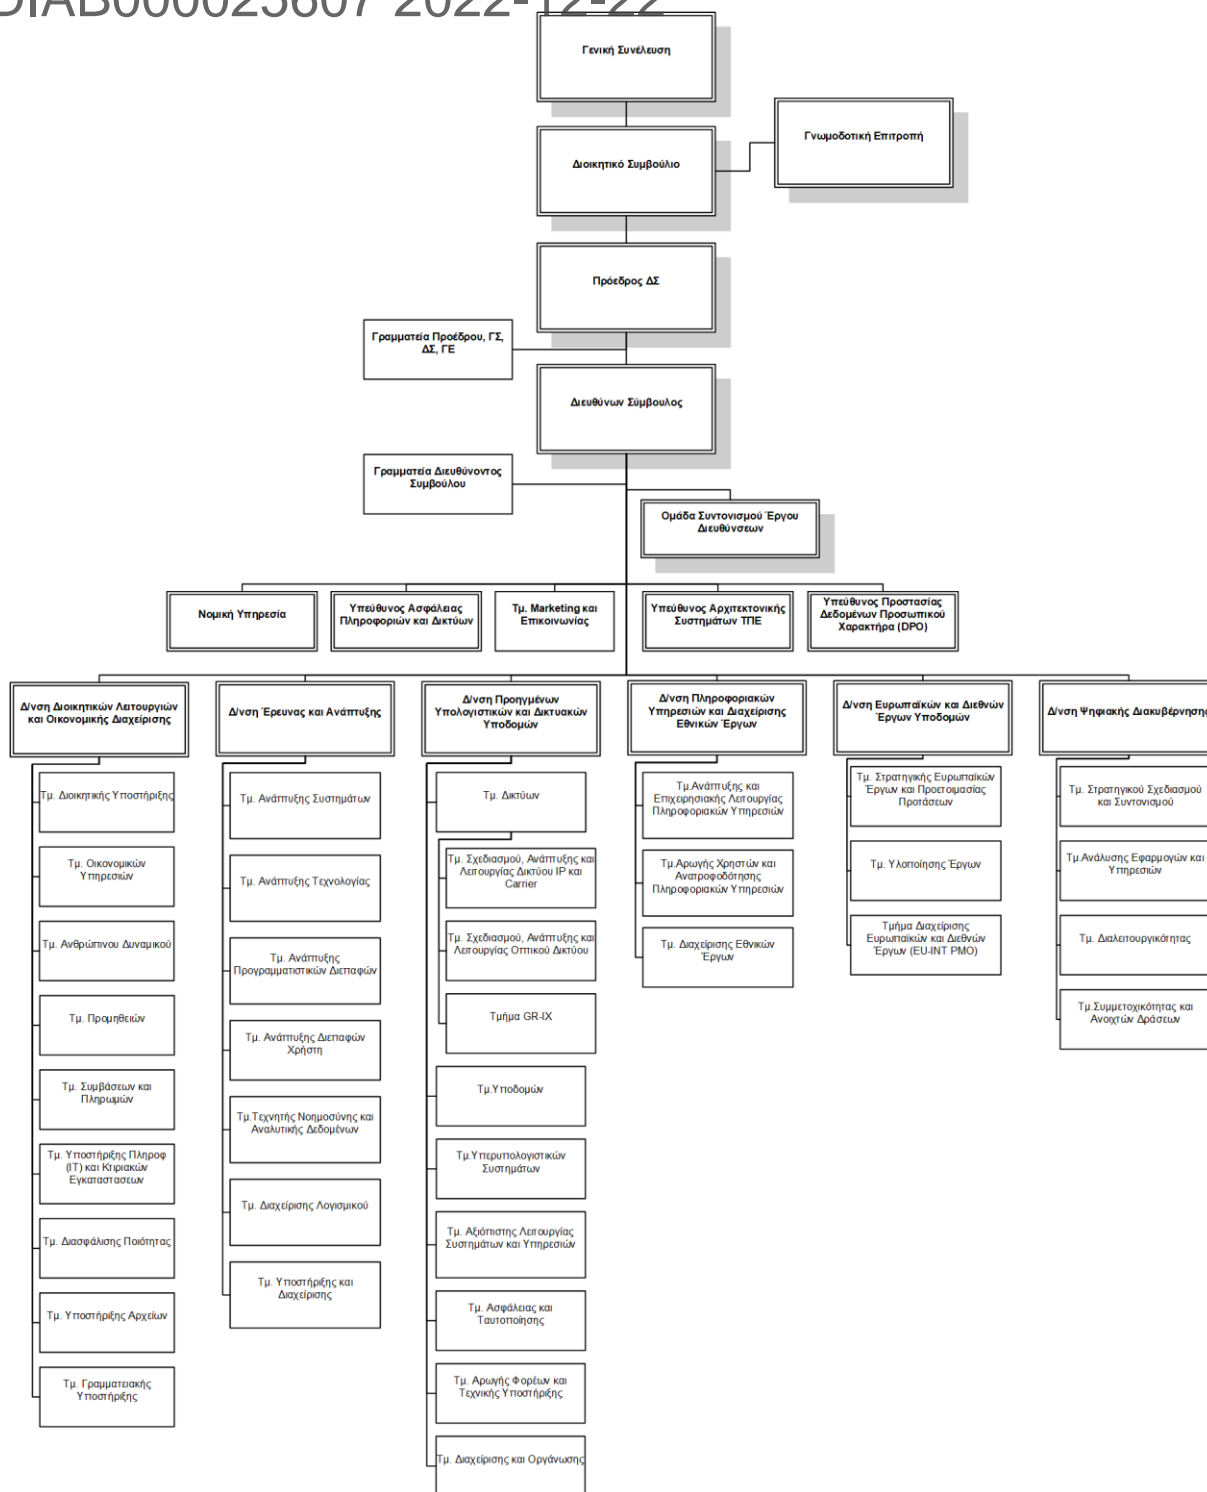 DIAB000023607 2022-12-22
Γενική Συνέλευση
Γνωμοδοτική Επιτροπή
Διοικητικό Συμβούλιο
Πρόεδρος ΔΣ
Γραμματεία Προέδρου, ΓΣ,
ΔΣ, ΓΕ
Διευθύνων Σύμβουλος
Γραμματεία Διευθύνοντος
Συμβούλου
Ομάδα Συντονισμού Έργου
Διευθύνσεων
Νομική Υπηρεσία
Υπεύθυνος Ασφάλειας
Πληροφοριών και Δικτύων
Τμ. Marketing και
Επικοινωνίας
Υπεύθυνος Αρχιτεκτονικής
Συστημάτων ΤΠΕ
Υπεύθυνος Προστασίας
Δεδομένων Προσωπικού
Χαρακτήρα (DPO)
Δ/νση Διοικητικών Λειτουργιών
και Οικονομικής Διαχείρισης
Τμ. Διοικητικής Υποστήριξης
Τμ. Οικονομικών
Υπηρεσιών
Τμ. Ανθρώπινου Δυναμικού
Τμ. Προμηθειών
Τμ. Συμβάσεων και
Πληρωμών
Τμ. Υποστήριξης Πληροφ
(IT) και Κτιριακών
Εγκαταστασεων
Τμ. Διασφάλισης Ποιότητας
Τμ. Υποστήριξης Αρχείων
Τμ. Γραμματειακής
Υποστήριξης
Δ/νση Έρευνας και Ανάπτυξης
Τμ. Ανάπτυξης Συστημάτων
Τμ. Ανάπτυξης Τεχνολογίας
Τμ. Ανάπτυξης
Προγραμματιστικών Διεπαφών
Τμ. Ανάπτυξης Διεπαφών
Χρήστη
Τμ.Τεχνητής Νοημοσύνης και
Αναλυτικής Δεδομένων
Τμ. Διαχείρισης Λογισμικού
Τμ. Υποστήριξης και
Διαχείρισης
Δ/νση Προηγμένων
Υπολογιστικών και Δικτυακών
Υποδομών
Τμ. Δικτύων
Τμ. Σχεδιασμού, Ανάπτυξης και
Λειτουργίας Δικτύου IP και
Carrier
Τμ. Σχεδιασμού, Ανάπτυξης και
Λειτουργίας Οπτικού Δικτύου
Τμήμα GR-IX
Τμ.Υποδομών
Τμ.Υπερυπολογιστικών
Συστημάτων
Τμ. Αξιόπιστης Λειτουργίας
Συστημάτων και Υπηρεσιών
Τμ. Ασφάλειας και
Ταυτοποίησης
Τμ. Αρωγής Φορέων και
Τεχνικής Υποστήριξης
Τμ. Διαχείρισης και Οργάνωσης
Δ/νση Πληροφοριακών
Υπηρεσιών και Διαχείρισης
Εθνικών Έργων
Τμ.Ανάπτυξης και
Επιχειρησιακής Λειτουργίας
Πληροφοριακών Υπηρεσιών
Τμ.Αρωγής Χρηστών και
Ανατροφοδότησης
Πληροφοριακών Υπηρεσιών
Τμ. Διαχείρισης Εθνικών
Έργων
Δ/νση Ευρωπαϊκών και Διεθνών
Έργων Υποδομών
Τμ. Στρατηγικής Ευρωπαϊκών
Έργων και Προετοιμασίας
Προτάσεων
Τμ. Υλοποίησης Έργων
Τμήμα Διαχείρισης
Ευρωπαϊκών και Διεθνών
Έργων (EU-INT PMO)
Δ/νση Ψηφιακής Διακυβέρνησης
Τμ. Στρατηγικού Σχεδιασμού
και Συντονισμού
Τμ.Ανάλυσης Εφαρμογών και
Υπηρεσιών
Τμ. Διαλειτουργικότητας
Τμ.Συμμετοχικότητας και
Ανοιχτών Δράσεων